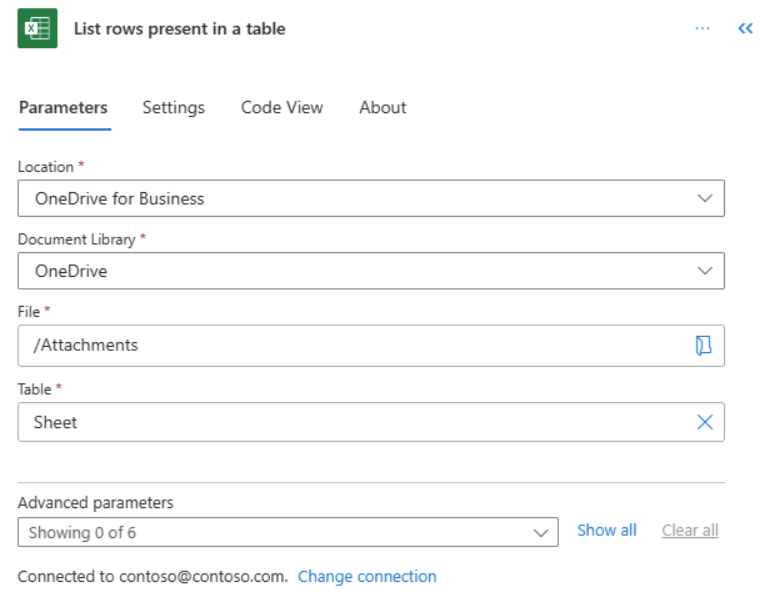 List rows present in a table
Parameters Settings Code View About
Location *
OneDrive for Business
Document Library *
OneDrive
File *
/Attachments
Table *
Sheet
Advanced parameters
Showing 0 of 6 Show all Clear all
Connected to contoso@contoso.com. Change connection